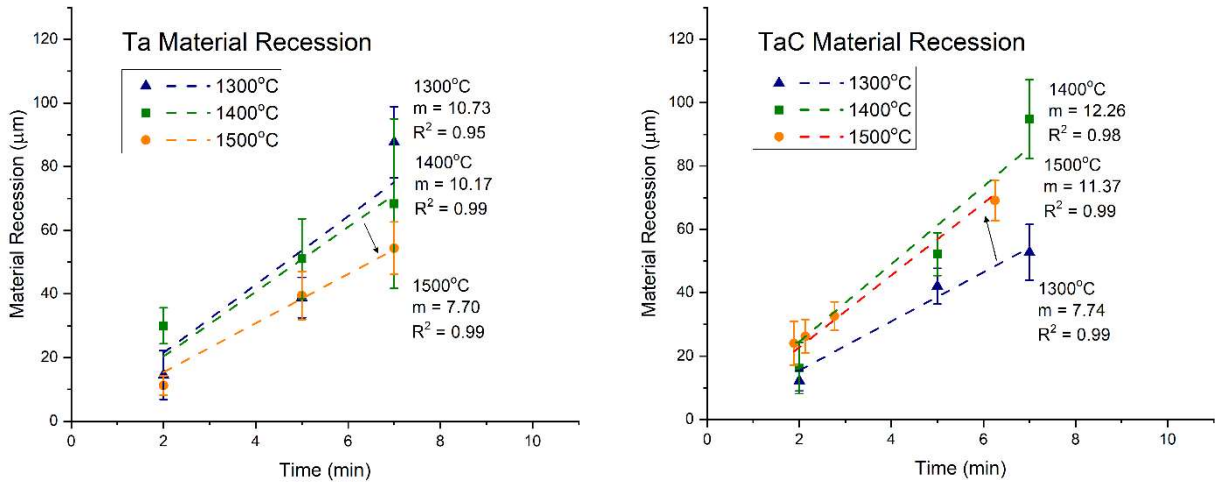 Ta Material Recession
1300°C
1400°C
1500°C
1300°C
m = 10.73
R² = 0.95
1400°C
m = 10.17
R² = 0.99
1500°C
m = 7.70
R² = 0.99
Material Recession (μm)
120
100
80
60
40
20
0
0 2 4 6 8 10
Time (min)
TaC Material Recession
1300°C
1400°C
1500°C
1400°C
m = 12.26
R² = 0.98
1500°C
m = 11.37
R² = 0.99
1300°C
m = 7.74
R² = 0.99
Material Recession (μm)
120
100
80
60
40
20
0
0 2 4 6 8 10
Time (min)